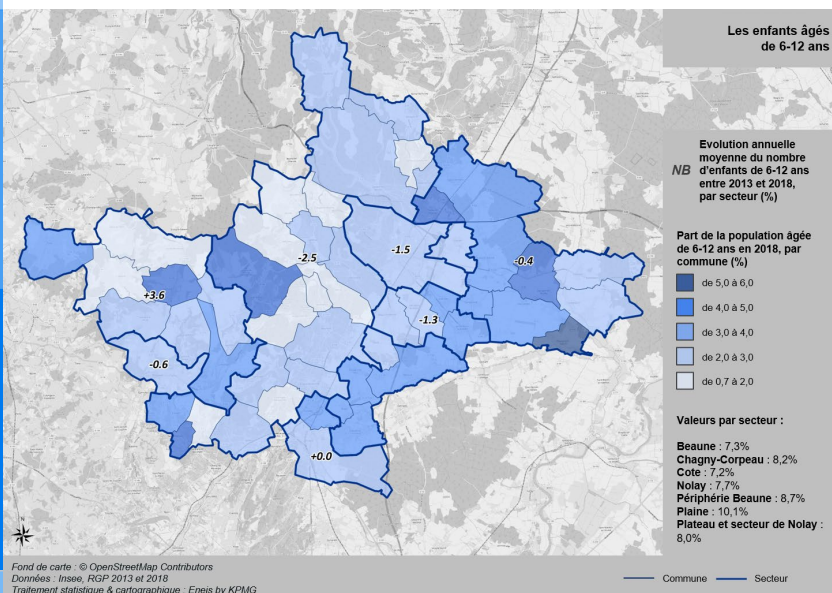 Les enfants âgés
de 6-12 ans
Evolution annuelle
moyenne du nombre
NB d'enfants de 6-12 ans
entre 2013 et 2018,
par secteur (%)
Part de la population âgée
de 6-12 ans en 2018, par
commune (%)
de 5,0 à 6,0
de 4,0 à 5,0
de 3,0 à 4,0
de 2,0 à 3,0
de 0,7 à 2,0
Valeurs par secteur :
Beaune : 7,3%
Chagny-Corpeau : 8,2%
Cote : 7,2%
Nolay : 7,7%
Périphérie Beaune : 8,7%
Plaine : 10,1%
Plateau et secteur de Nolay :
8,0%
-1.5
-2.5
-0.4
+3.6
-1.3
-0.6
+0.0
N
Fond de carte : © OpenStreetMap Contributors
Données : Insee, RGP 2013 et 2018
Traitement statistique & cartographique : Eneis by KPMG
Commune Secteur